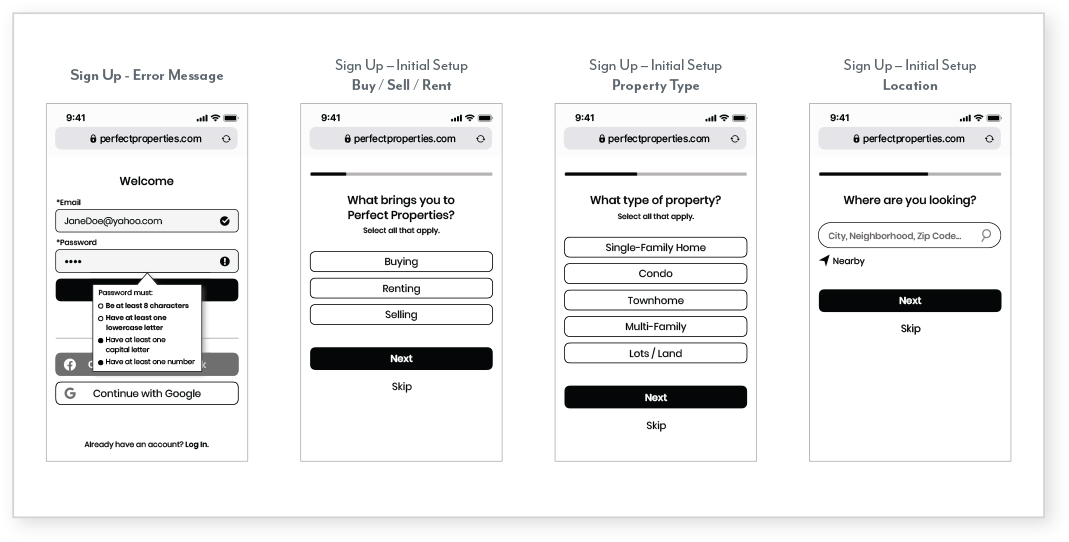 Sign Up - Error Message
9:41
perfectproperties.com
Welcome
*Email
JaneDoe@yahoo.com
*Password
Password must:
Be at least 8 characters
Have at least one
lowercase letter
Have at least one
capital letter
Have at least one number
Continue with Google
Already have an account? Log In.
Sign Up – Initial Setup
Buy / Sell / Rent
9:41
perfectproperties.com
What brings you to
Perfect Properties?
Select all that apply.
Buying
Renting
Selling
Next
Skip
Sign Up – Initial Setup
Property Type
9:41
perfectproperties.com
What type of property?
Select all that apply.
Single-Family Home
Condo
Townhome
Multi-Family
Lots / Land
Next
Skip
Sign Up – Initial Setup
Location
9:41
perfectproperties.com
Where are you looking?
City, Neighborhood, Zip Code...
Nearby
Next
Skip